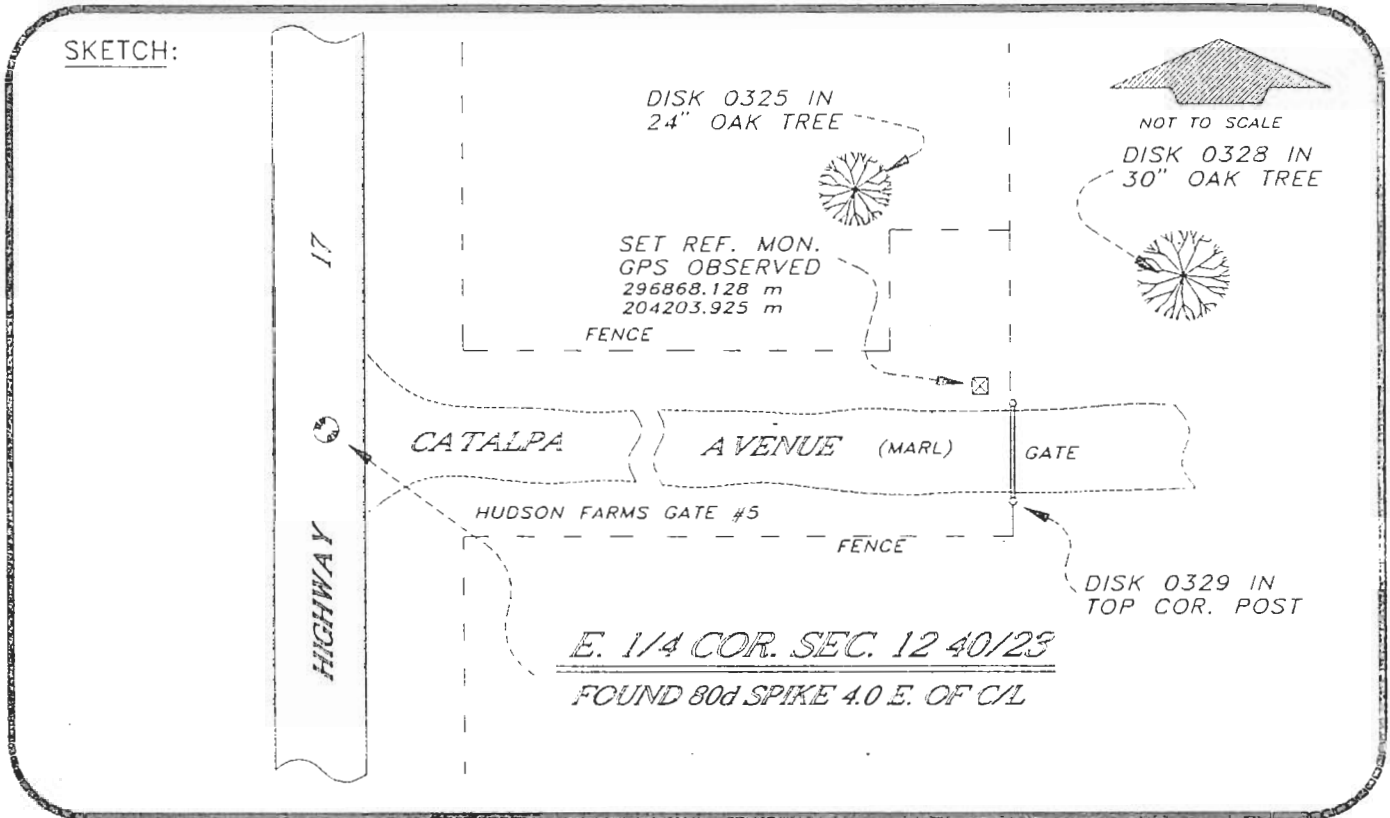 SKETCH:
DISK 0325 IN
24" OAK TREE
NOT TO SCALE
DISK 0328 IN
30" OAK TREE
SET REF. MON.
GPS OBSERVED
296868.128 m
204203.925 m
FENCE
HIGHWAY 17
CATALPA AVENUE (MARL)
GATE
HUDSON FARMS GATE #5
FENCE
DISK 0329 IN
TOP COR. POST
E. 1/4 COR. SEC. 12 40/23
FOUND 80d SPIKE 4.0 E. OF C/L